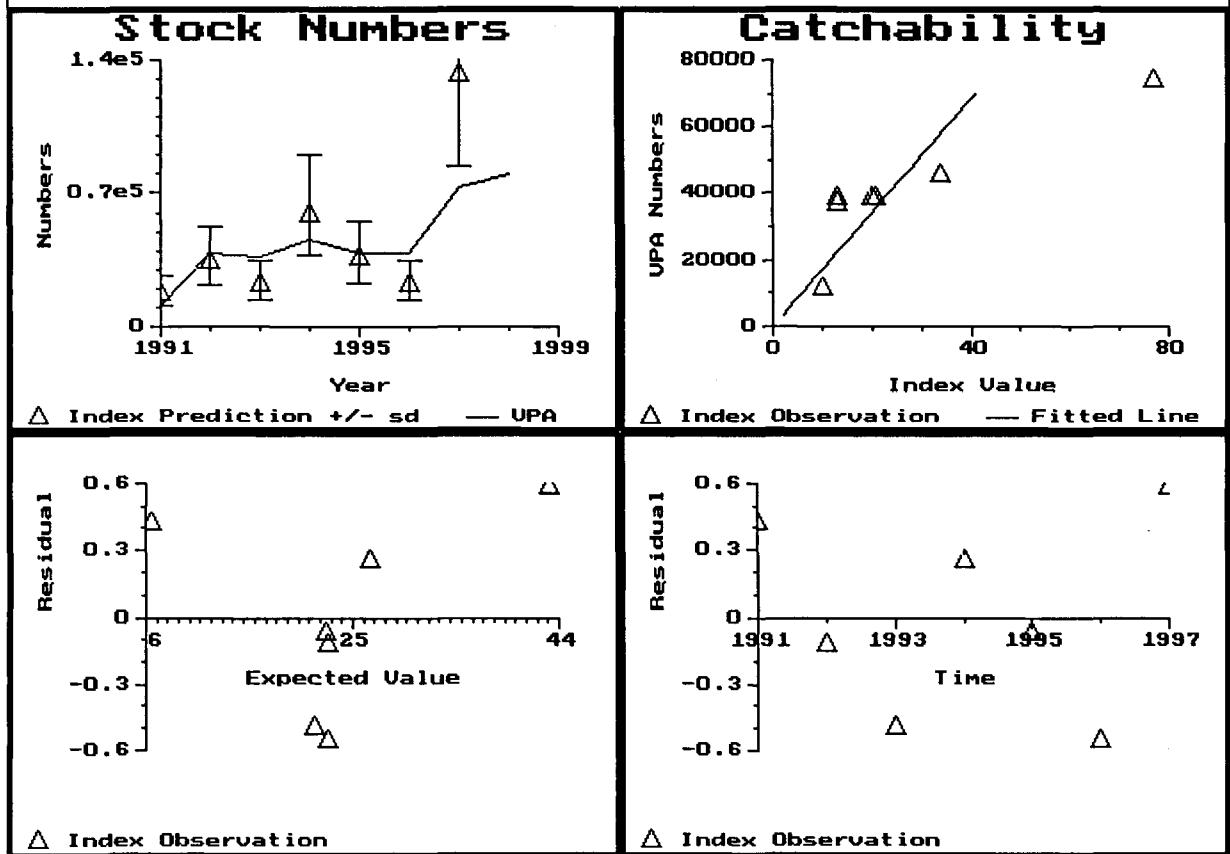 Stock Numbers
1.4e5
0.7e5
0
Numbers
1991 1995 1999
Year
△ Index Prediction +/- sd — VPA
Catchability
80000
60000
40000
20000
0
VPA Numbers
0 40 80
Index Value
△ Index Observation — Fitted Line
0.6
0.3
0
-0.3
-0.6
Residual
6 25 44
Expected Value
△ Index Observation
0.6
0.3
0
-0.3
-0.6
Residual
1991 1993 1995 1997
Time
△ Index Observation